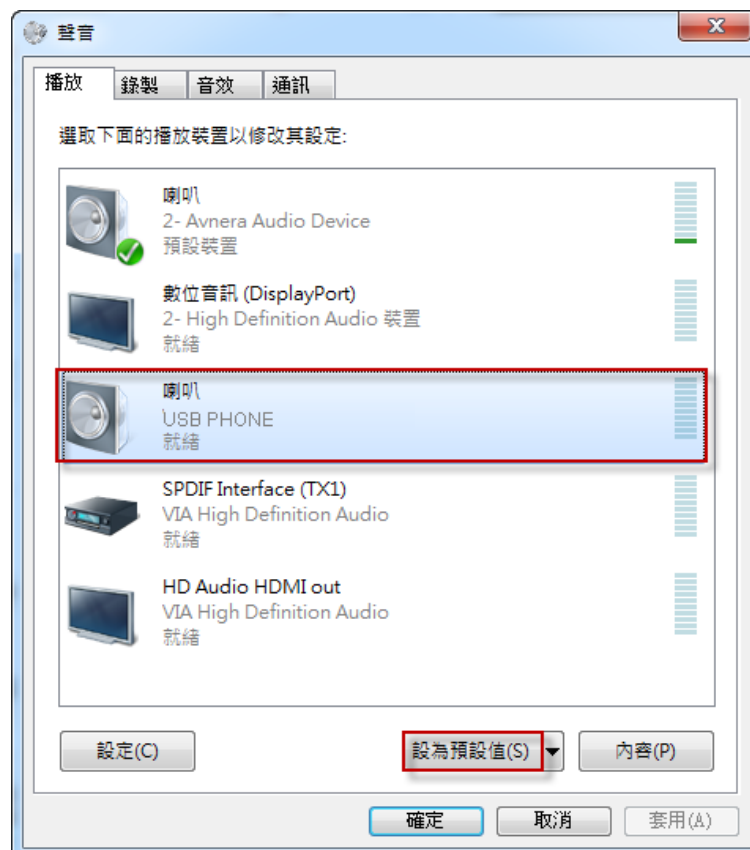 聲音
播放 錄製 音效 通訊
選取下面的播放裝置以修改其設定:
喇叭
2- Avnera Audio Device
預設裝置
數位音訊 (DisplayPort)
2- High Definition Audio 裝置
就緒
喇叭
USB PHONE
就緒
SPDIF Interface (TX1)
VIA High Definition Audio
就緒
HD Audio HDMI out
VIA High Definition Audio
就緒
設定(C) 設為預設值(S) 內容(P)
確定 取消 套用(A)